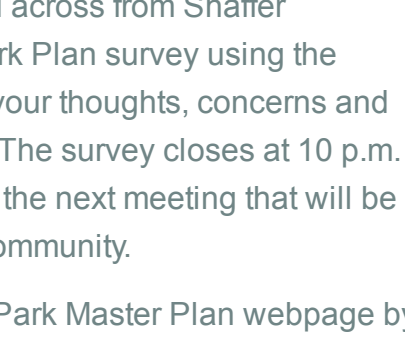 across from Shaffer
rk Plan survey using the
your thoughts, concerns and
The survey closes at 10 p.m.
the next meeting that will be
ommunity.
Park Master Plan webpage by